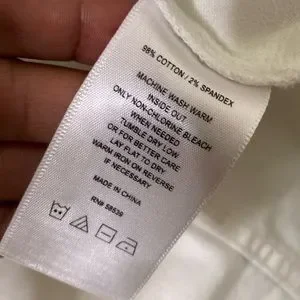 98% COTTON / 2% SPANDEX
MACHINE WASH WARM
INSIDE OUT
ONLY NON-CHLORINE BLEACH
WHEN NEEDED
TUMBLE DRY LOW
OR FOR BETTER CARE
LAY FLAT TO DRY
WARM IRON ON REVERSE
IF NECESSARY
MADE IN CHINA
RN# 58539